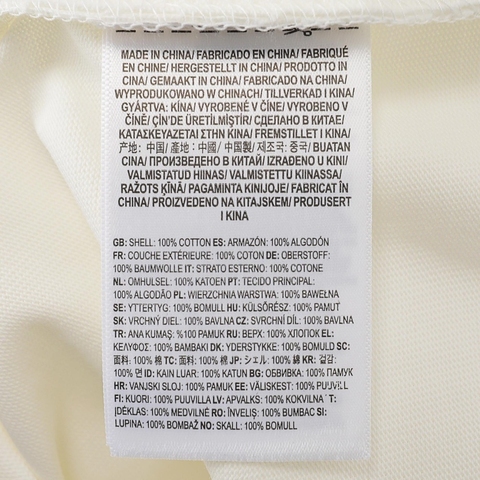 MADE IN CHINA/ FABRICADO EN CHINA/ FABRIQUÉ
EN CHINE/ HERGESTELLT IN CHINA/ PRODOTTO IN
CINA/ GEMAAKT IN CHINA/ FABRICADO NA CHINA/
WYPRODUKOWANO W CHINACH/ TILLVERKAD I KINA/
GYÁRTVA: KÍNA/ VYROBENÉ V ČÍNE/ VYROBENO V
ČÍNĚ/ ÇİN'DE ÜRETİLMİŞTİR/ СДЕЛАНО В КИТАЕ/
ΚΑΤΑΣΚΕΥΑΖΕΤΑΙ ΣΤΗΝ ΚΙΝΑ/ FREMSTILLET I KINA/
产地: 中国/ 產地: 中國/ 中国製/ 제조국: 중국/ BUATAN
CINA/ ПРОИЗВЕДЕНО В КИТАЙ/ IZRAĐENO U KINI/
VALMISTATUD HIINAS/ VALMISTETTU KIINASSA/
RAŽOTS ĶĪNĀ/ PAGAMINTA KINIJOJE/ FABRICAT ÎN
CHINA/ PROIZVEDENO NA KITAJSKEM/ PRODUSERT
I KINA
GB: SHELL: 100% COTTON ES: ARMAZÓN: 100% ALGODÓN
FR: COUCHE EXTÉRIEURE: 100% COTON DE: OBERSTOFF:
100% BAUMWOLLE IT: STRATO ESTERNO: 100% COTONE
NL: OMHULSEL: 100% KATOEN PT: TECIDO PRINCIPAL:
100% ALGODÃO PL: WIERZCHNIA WARSTWA: 100% BAWEŁNA
SE: YTTERTYG: 100% BOMULL HU: KÜLSŐRÉSZ: 100% PAMUT
SK: VRCHNÝ DIEL: 100% BAVLNA CZ: SVRCHNÍ DÍL: 100% BAVLNA
TR: ANA KUMAŞ: %100 PAMUK RU: ВЕРХ: 100% ХЛОПОК EL:
ΚΕΛΥΦΟΣ: 100% ΒΑΜΒΑΚΙ DK: YDERSTYKKE: 100% BOMULD SC:
面料: 100% 棉 TC: 面料: 100% 棉 JP: シェル: 100% 綿 KR: 겉감:
100% 면 ID: KAIN LUAR: 100% KATUN BG: ОБВИВКА: 100% ПАМУК
HR: VANJSKI SLOJ: 100% PAMUK EE: VÄLISKEST: 100% PUUVILL
FI: KUORI: 100% PUUVILLA LV: APVALKS: 100% KOKVILNA LT:
ĮDĖKLAS: 100% MEDVILNĖ RO: ÎNVELIȘ: 100% BUMBAC SI:
LUPINA: 100% BOMBAŽ NO: SKALL: 100% BOMULL